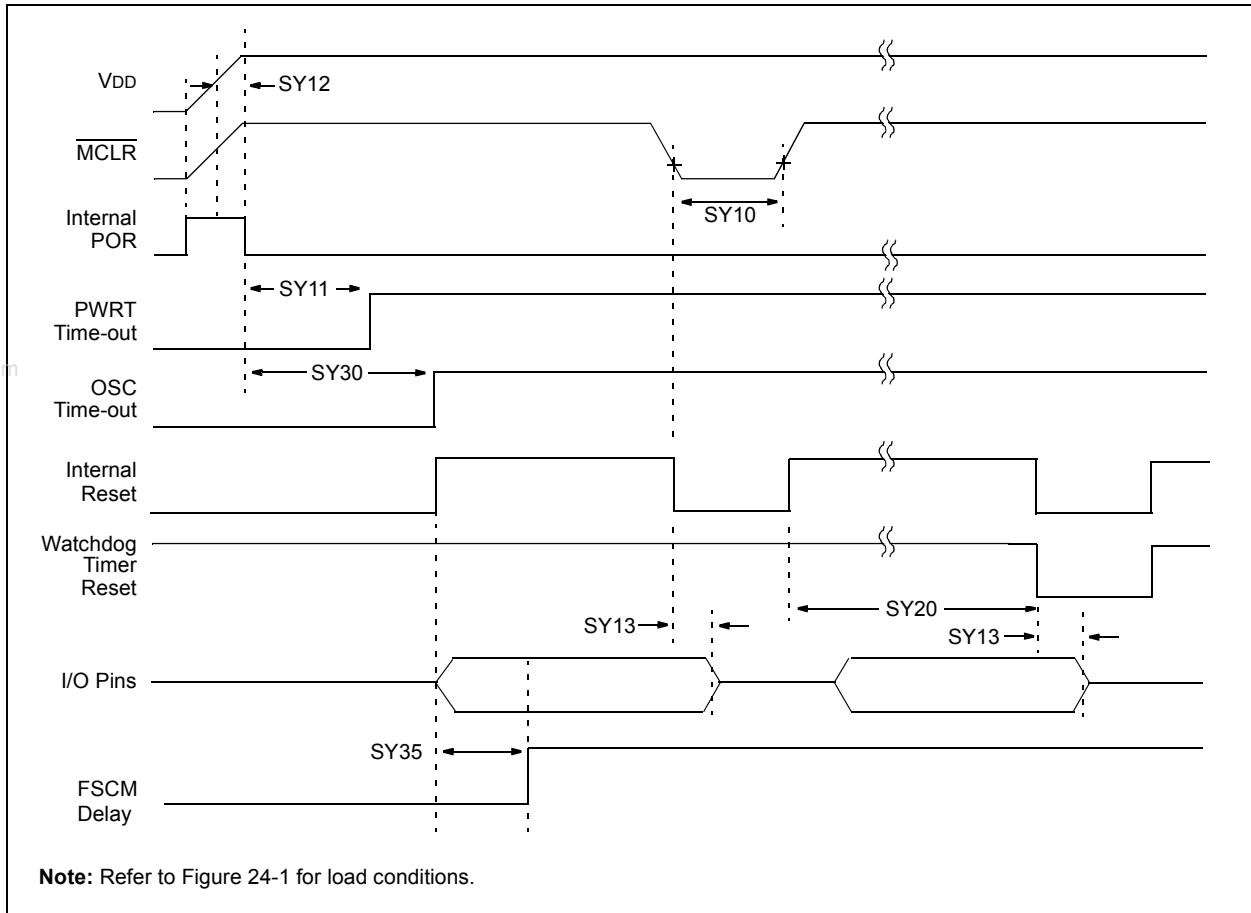 VDD
SY12
MCLR
SY10
Internal
POR
SY11
PWRT
Time-out
SY30
OSC
Time-out
Internal
Reset
Watchdog
Timer
Reset
SY20
SY13
SY13
I/O Pins
SY35
FSCM
Delay
m
Note: Refer to Figure 24-1 for load conditions.